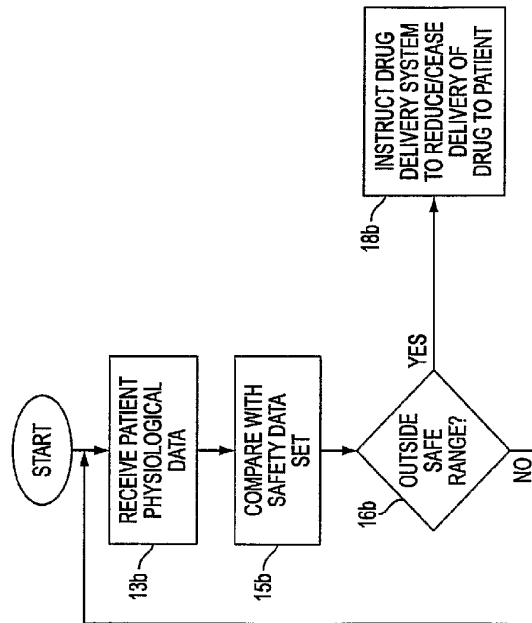 START
RECEIVE PATIENT
PHYSIOLOGICAL
DATA
13b
COMPARE WITH
SAFETY DATA
SET
15b
OUTSIDE
SAFE
RANGE?
16b
YES
NO
INSTRUCT DRUG
DELIVERY SYSTEM
TO REDUCE/CEASE
DELIVERY OF
DRUG TO PATIENT
18b